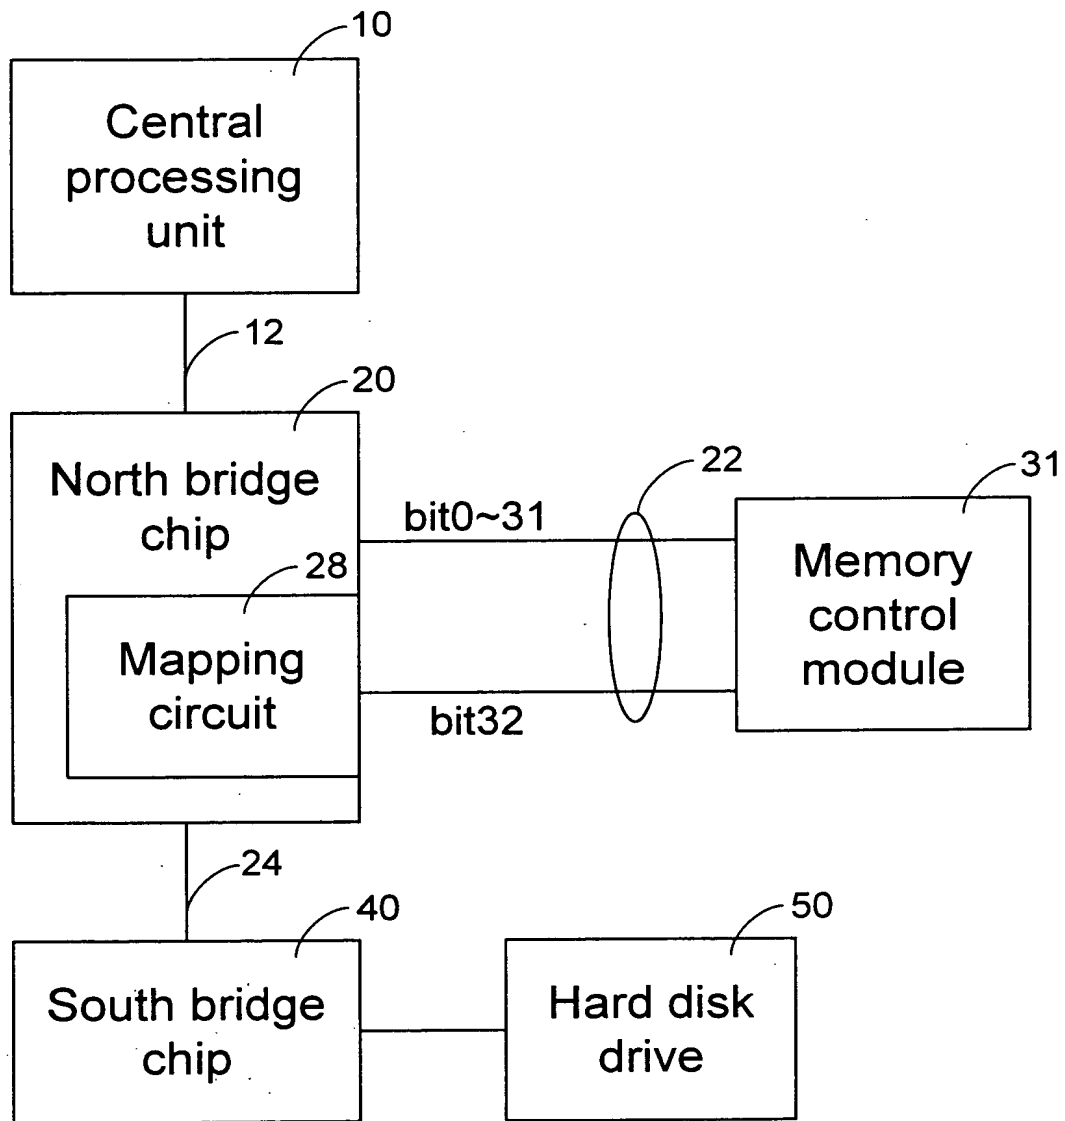 10
Central
processing
unit
12
20
North bridge
chip
22
31
bit0~31
Memory
control
module
28
Mapping
circuit
bit32
24
40
South bridge
chip
50
Hard disk
drive